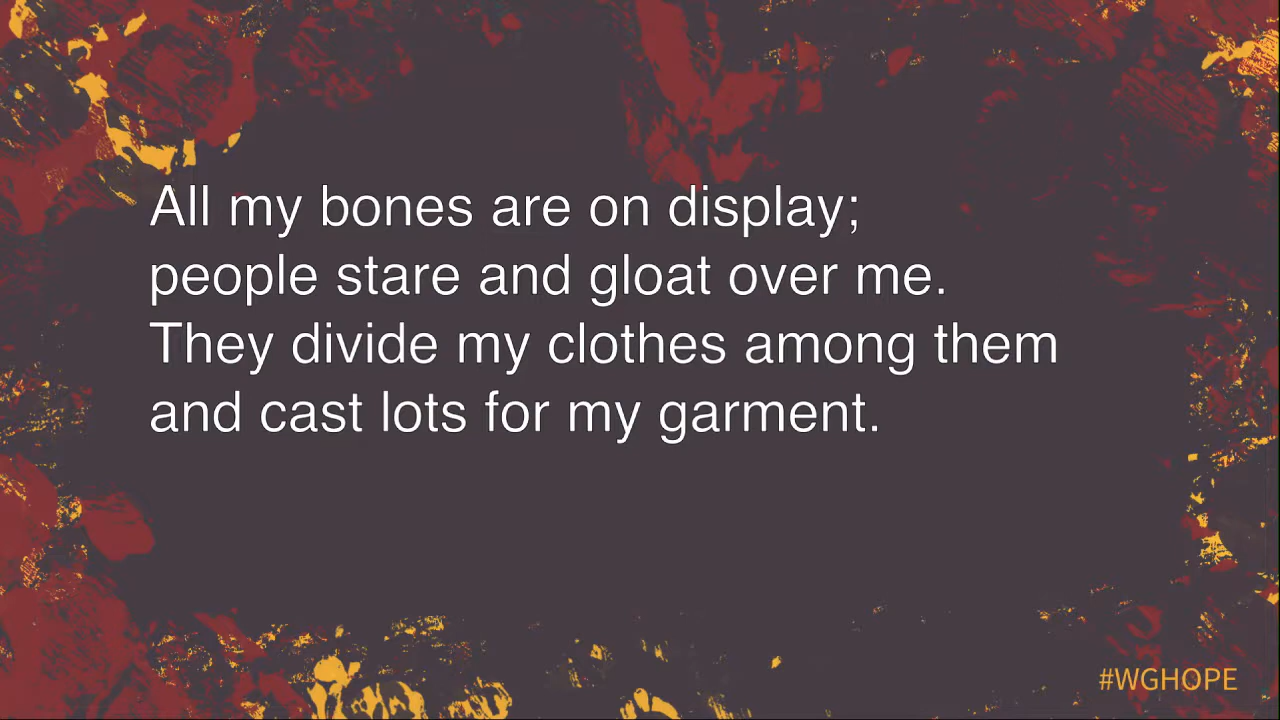 All my bones are on display;
people stare and gloat over me.
They divide my clothes among them
and cast lots for my garment.
#WGHOPE